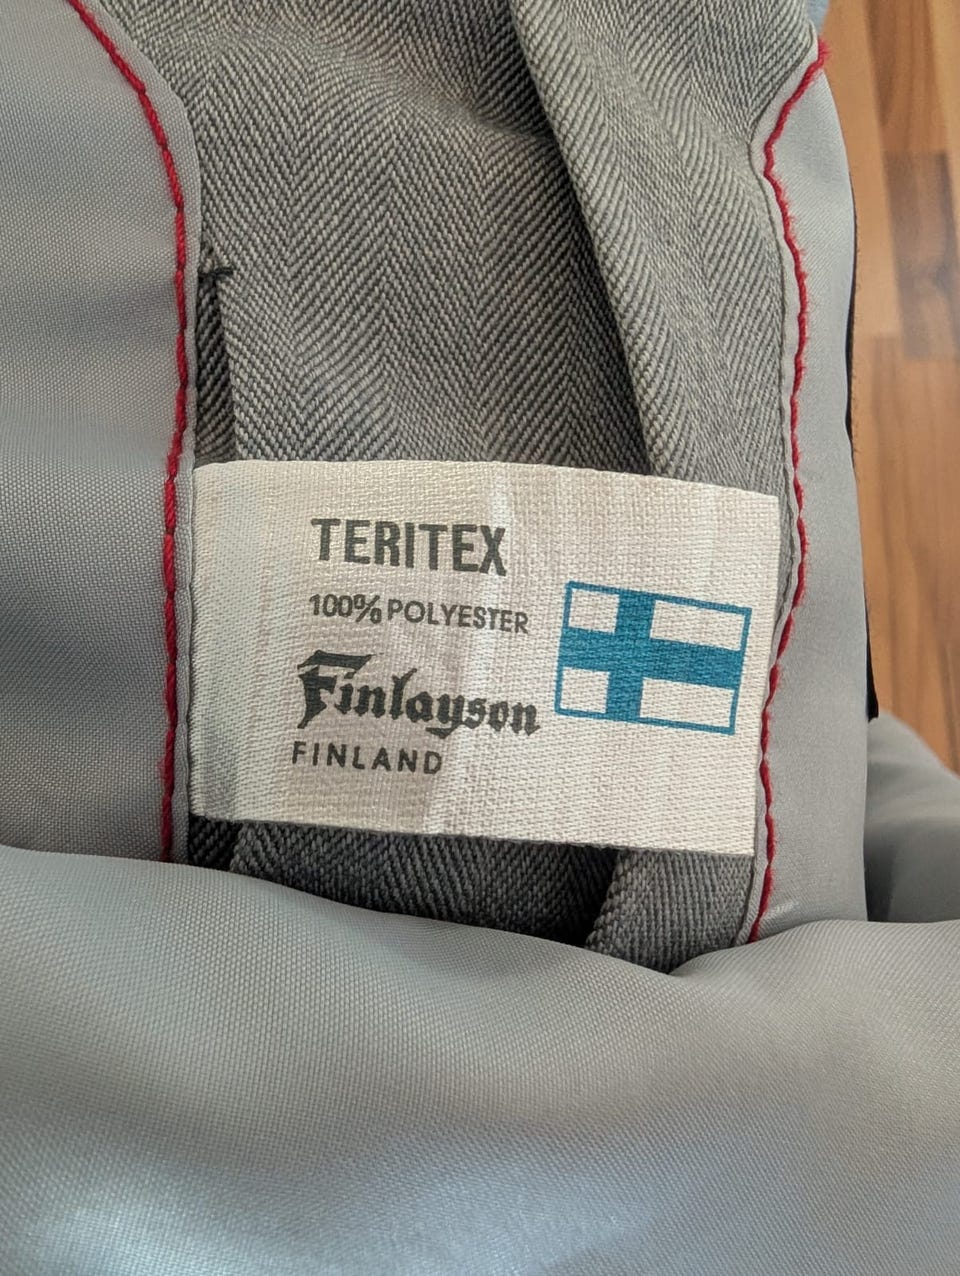 TERITEX
100% POLYESTER
Finlayson
FINLAND